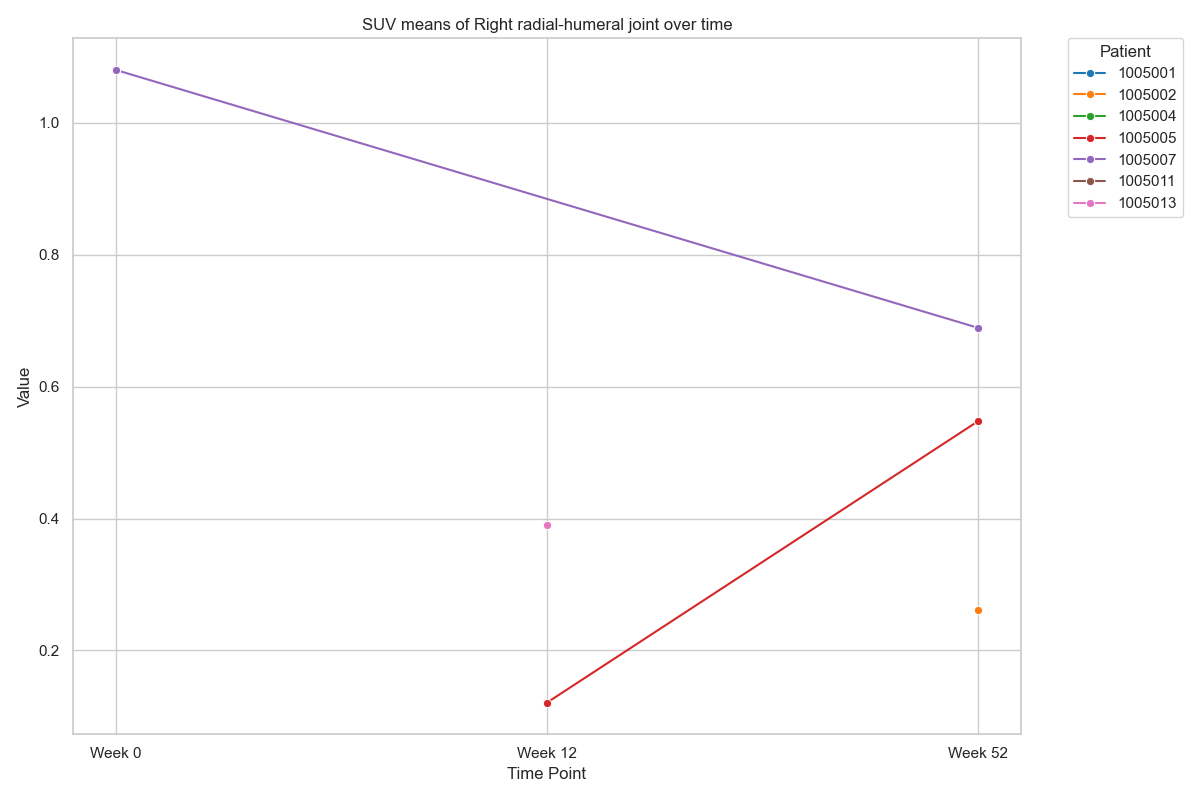 SUV means of Right radial-humeral joint over time
Patient
1005001
1005002
1005004
1005005
1005007
1005011
1005013
Value
1.0
0.8
0.6
0.4
0.2
Week 0
Week 12
Week 52
Time Point